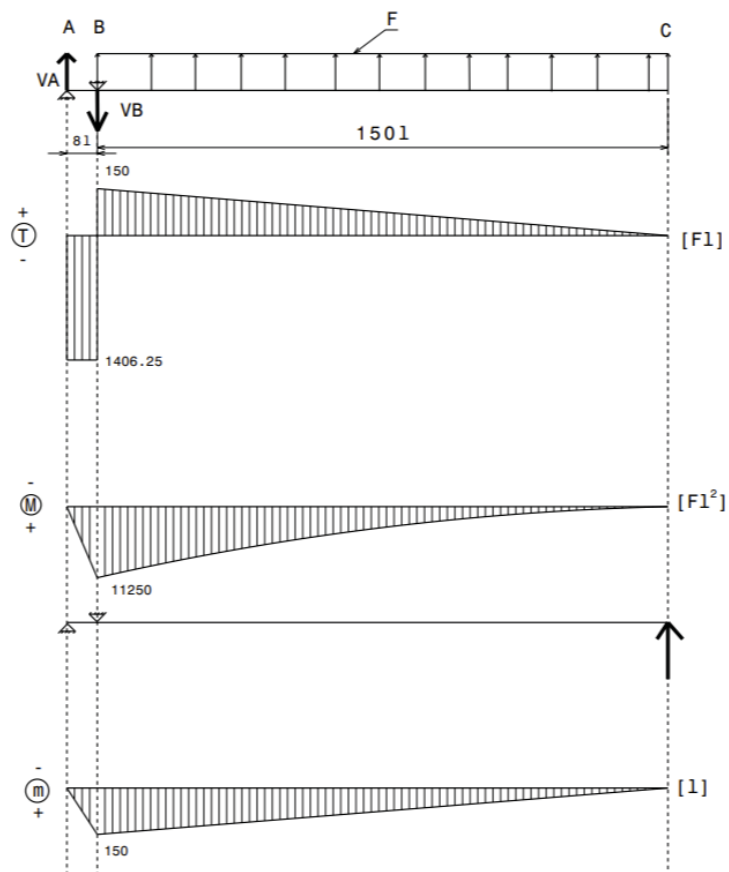 A B F C
VA
VB
8l 150l
150
+
T
-
[Fl]
1406.25
-
M
+
[Fl²]
11250
-
m
+
[l]
150